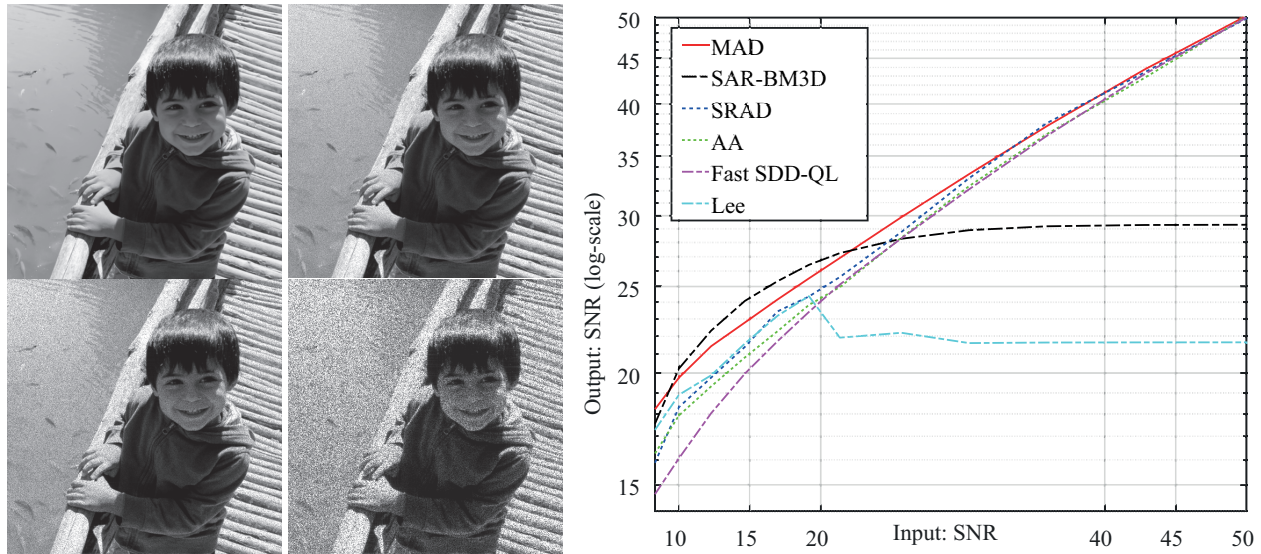 50
45
40
35
30
25
20
15
Output: SNR (log-scale)
MAD
SAR-BM3D
SRAD
AA
Fast SDD-QL
Lee
10
15
20
40
45
50
Input: SNR